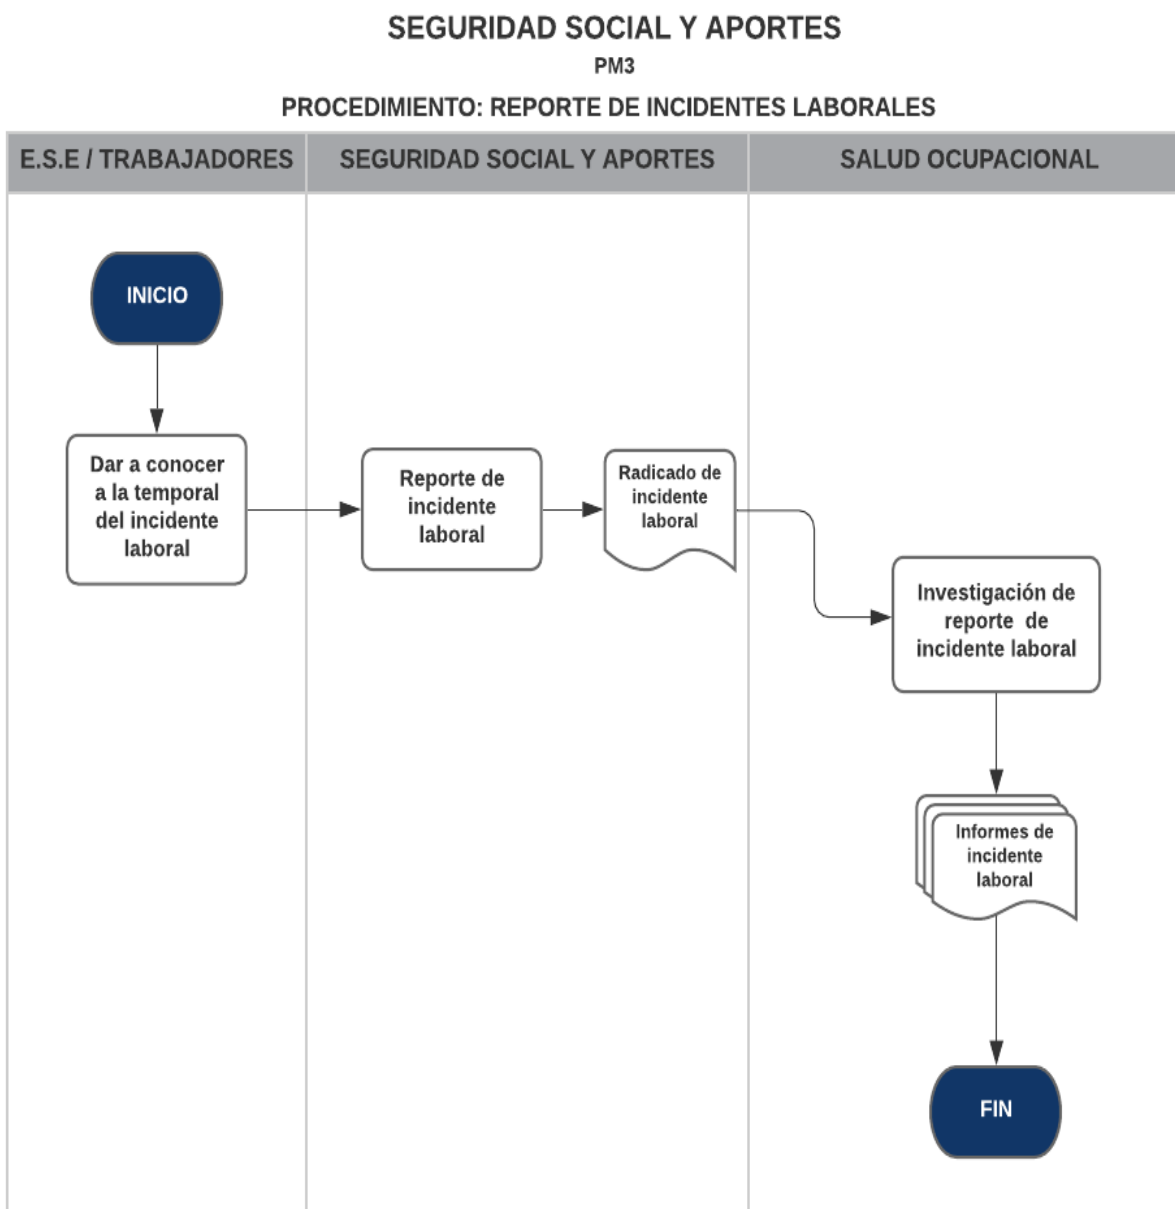 SEGURIDAD SOCIAL Y APORTES
PM3
PROCEDIMIENTO: REPORTE DE INCIDENTES LABORALES
E.S.E / TRABAJADORES
SEGURIDAD SOCIAL Y APORTES
SALUD OCUPACIONAL
INICIO
Dar a conocer
a la temporal
del incidente
laboral
Reporte de
incidente
laboral
Radicado de
incidente
laboral
Investigación de
reporte de
incidente laboral
Informes de
incidente
laboral
FIN